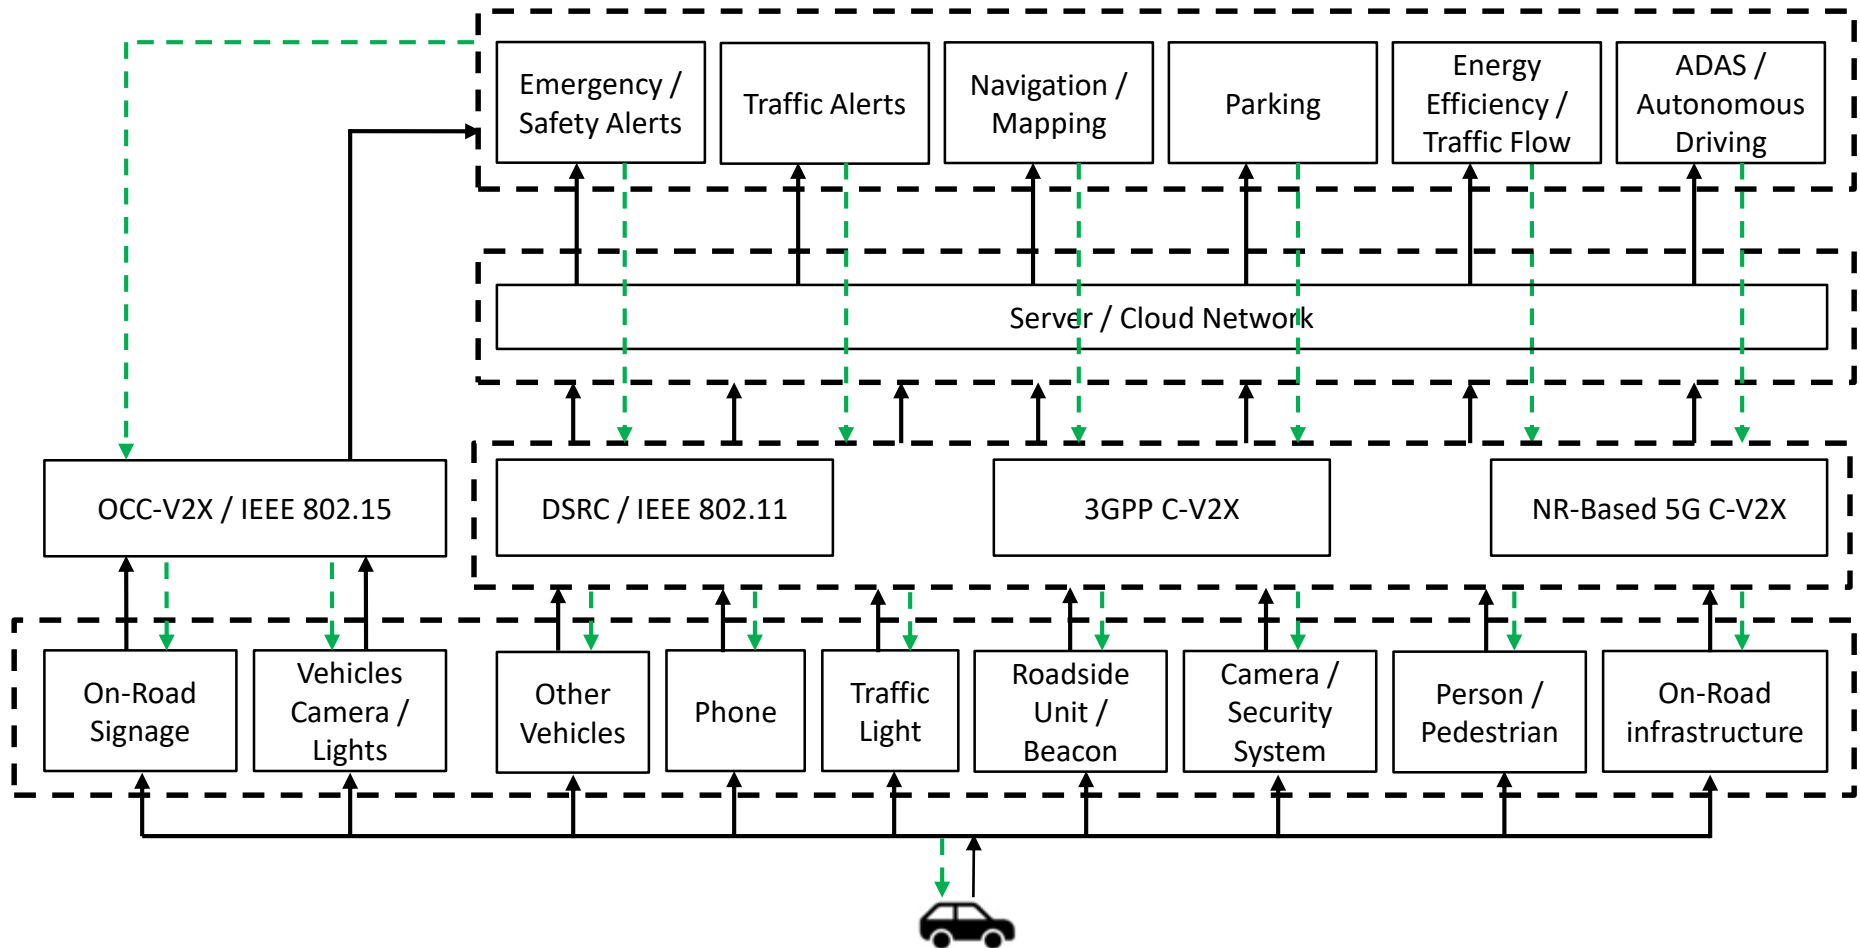 Emergency /
Safety Alerts
Traffic Alerts
Navigation /
Mapping
Parking
Energy
Efficiency /
Traffic Flow
ADAS /
Autonomous
Driving
Server / Cloud Network
OCC-V2X / IEEE 802.15
DSRC / IEEE 802.11
3GPP C-V2X
NR-Based 5G C-V2X
On-Road
Signage
Vehicles
Camera /
Lights
Other
Vehicles
Phone
Traffic
Light
Roadside
Unit /
Beacon
Camera /
Security
System
Person /
Pedestrian
On-Road
infrastructure